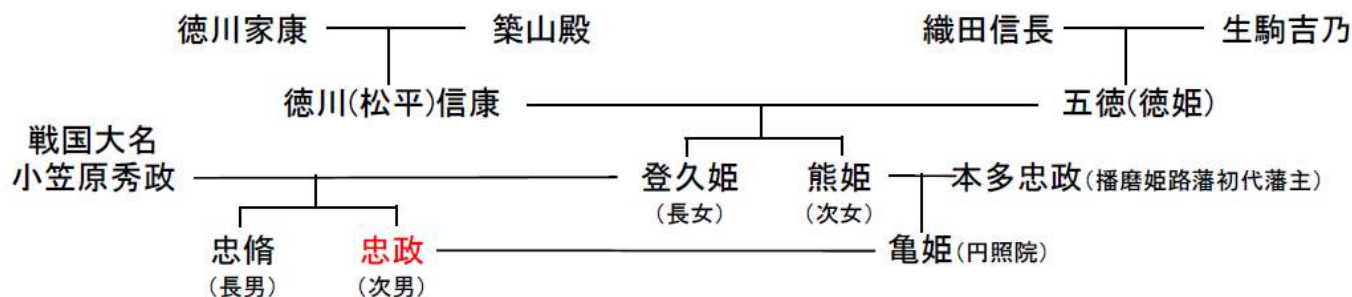 徳川家康 築山殿 織田信長 生駒吉乃
徳川(松平)信康 五徳(徳姫)
戦国大名
小笠原秀政 登久姫 熊姫 本多忠政(播磨姫路藩初代藩主)
(長女) (次女)
忠脩 忠政 亀姫(円照院)
(長男) (次男)